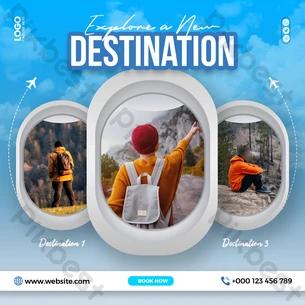 LOGO
Explore a New
DESTINATION
Destination 1
Destination 3
www.website.com
BOOK NOW
+000 123 456 789